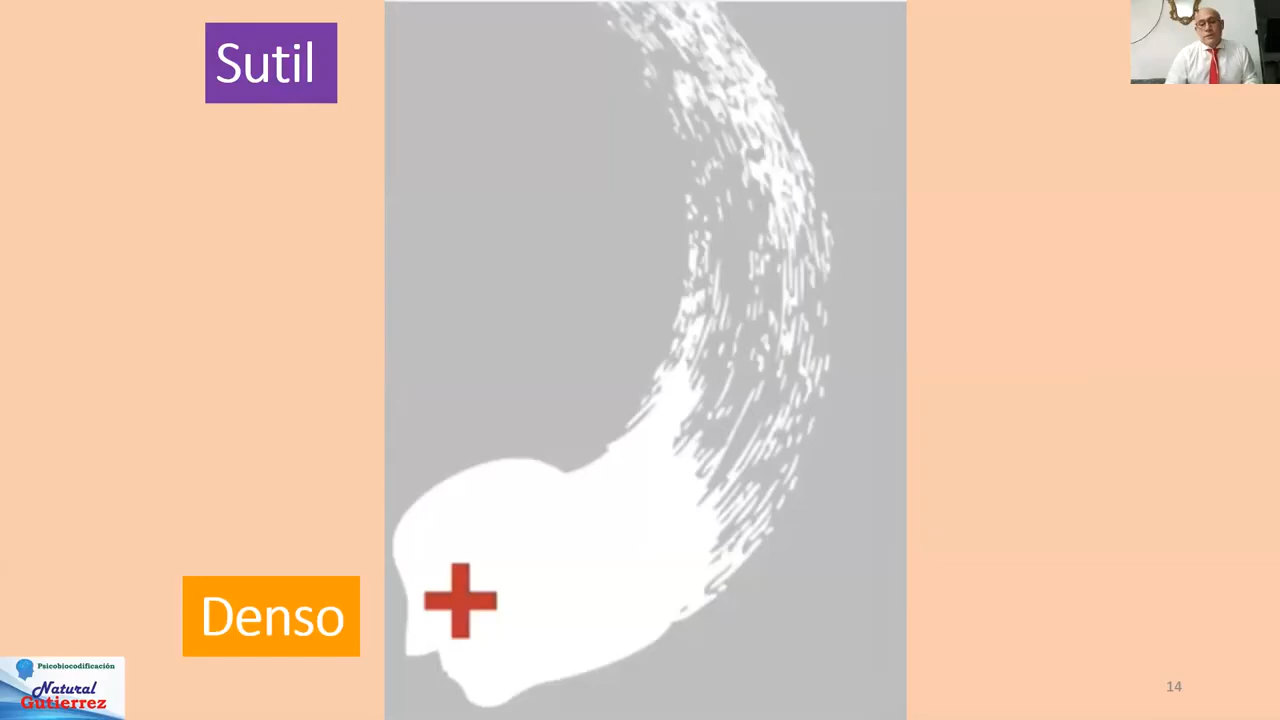 Sutil
Denso
Psicobiocodificación
Natural
Gutierrez
14